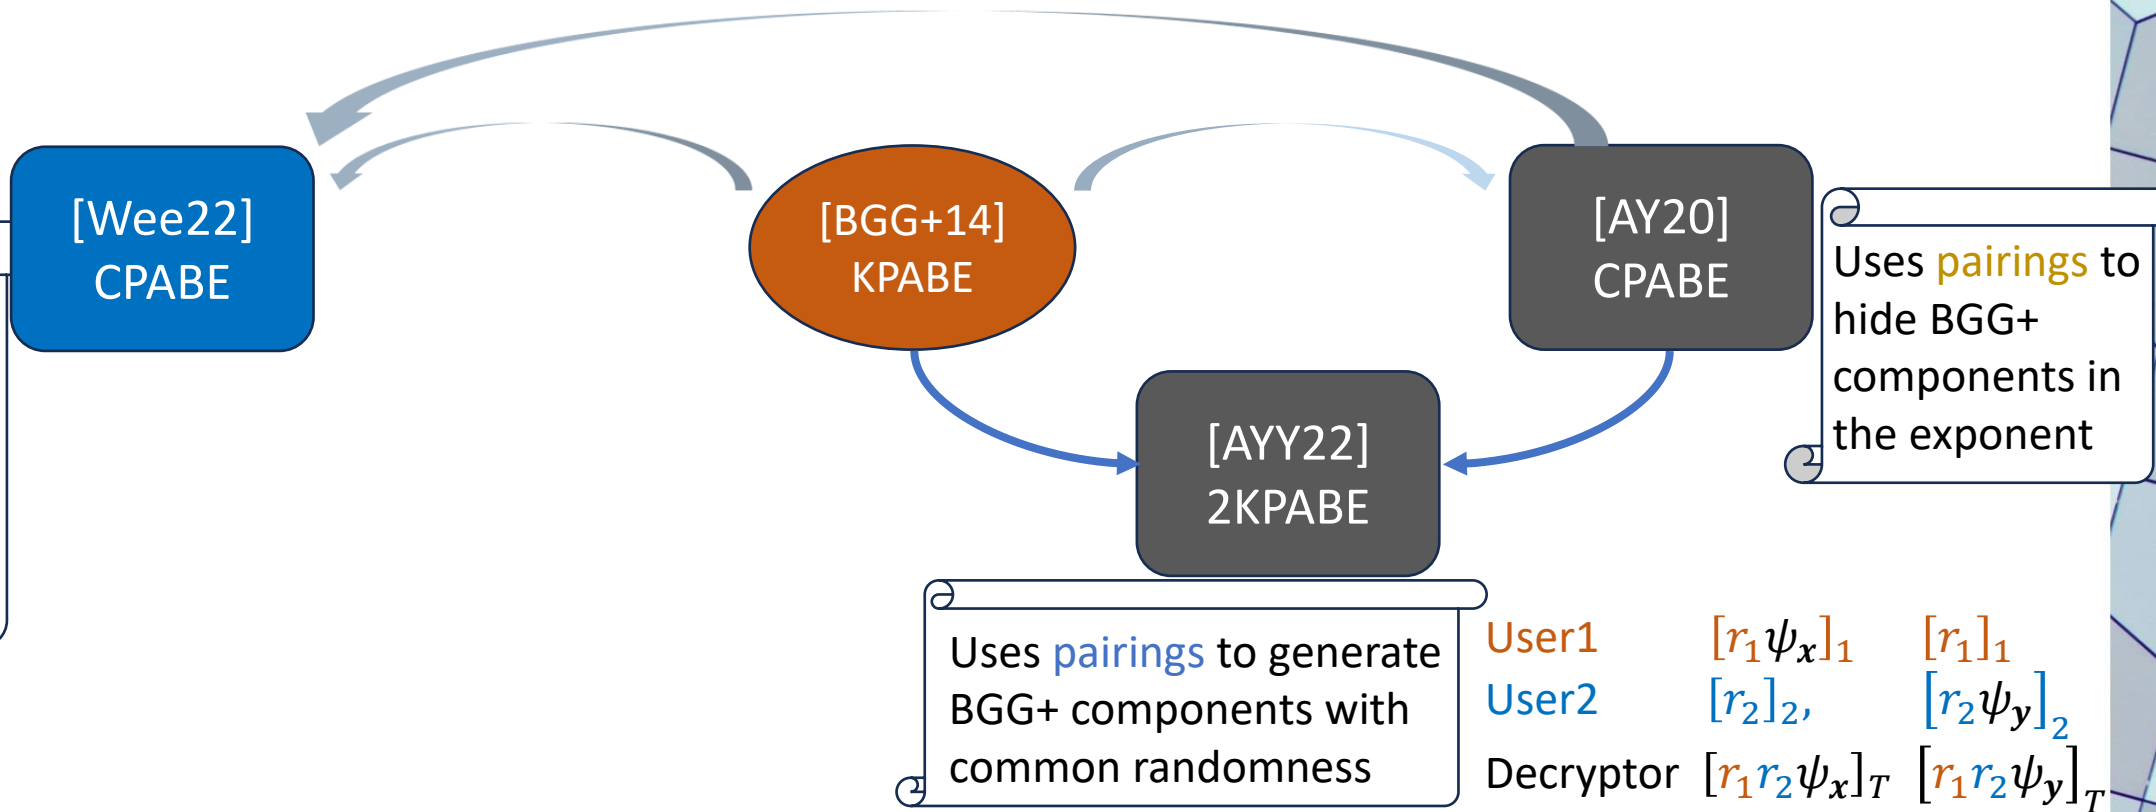 [Wee22]
CPABE
[BGG+14]
KPABE
[AY20]
CPABE
Uses pairings to
hide BGG+
components in
the exponent
[AYY22]
2KPABE
Uses pairings to generate
BGG+ components with
common randomness
User1 [r₁ψₓ]₁ [r₁]₁
User2 [r₂]₂, [r₂ψ_y]₂
Decryptor [r₁r₂ψₓ]_T [r₁r₂ψ_y]_T